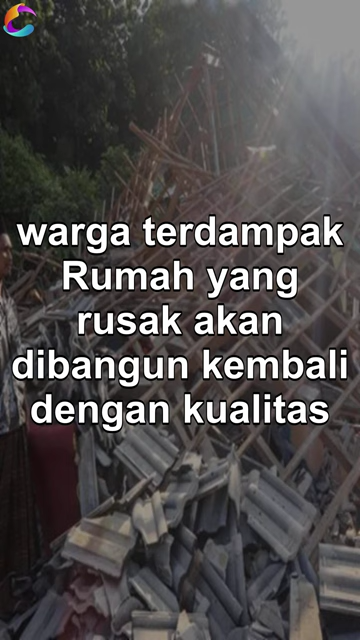 warga terdampak
Rumah yang
rusak akan
dibangun kembali
dengan kualitas